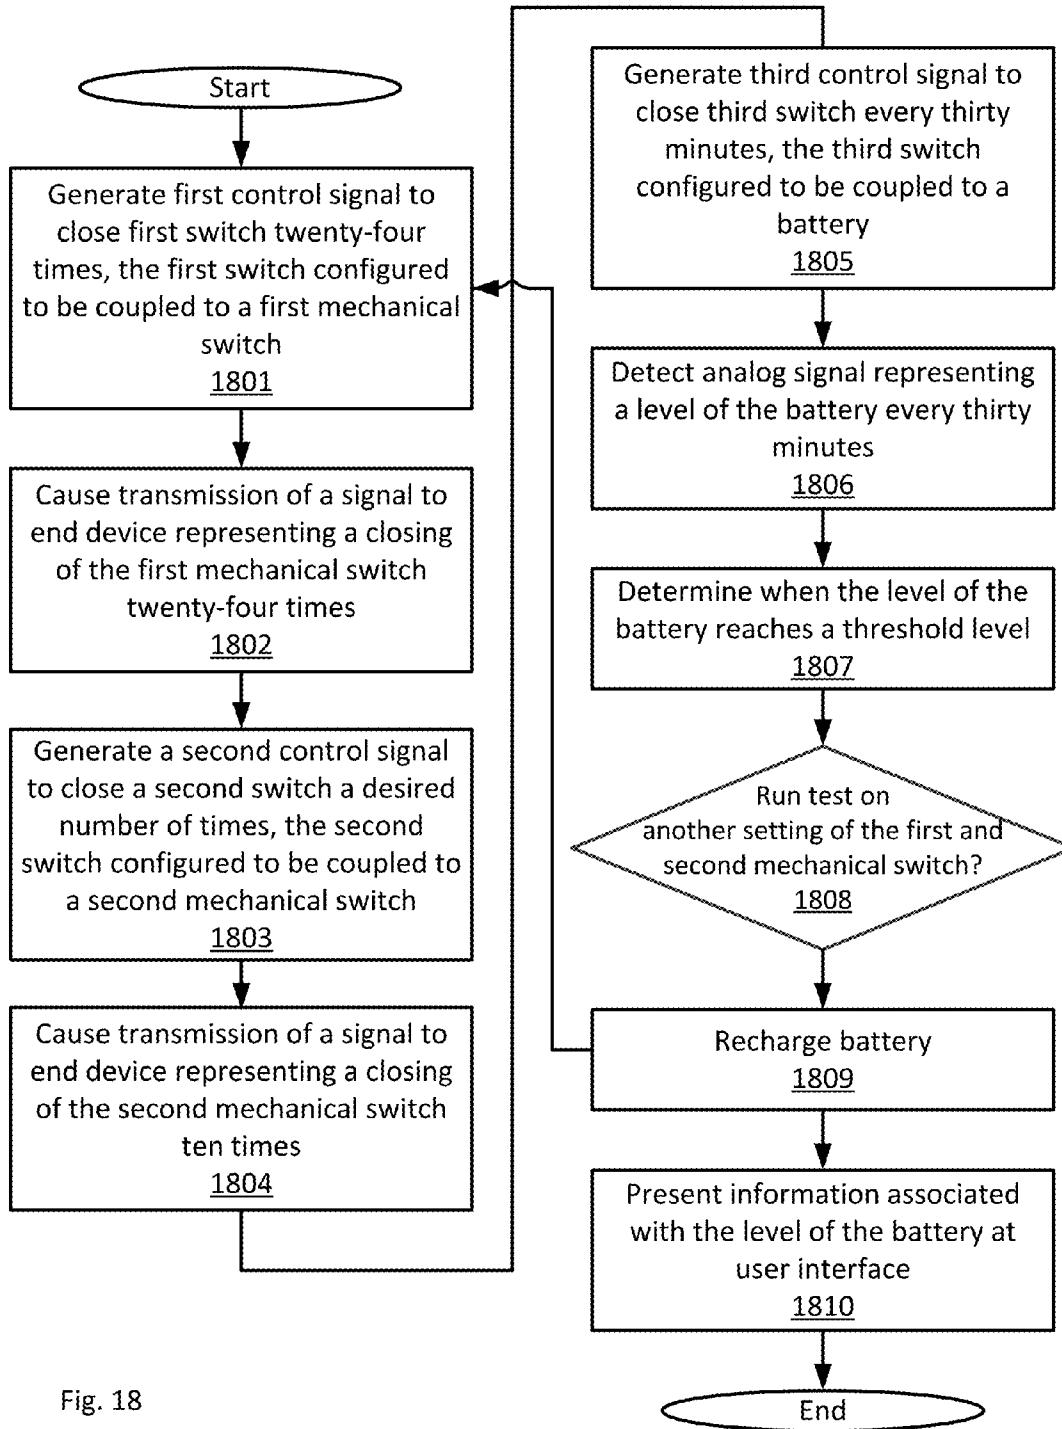 Start
Generate first control signal to
close first switch twenty-four
times, the first switch configured
to be coupled to a first mechanical
switch
1801
Cause transmission of a signal to
end device representing a closing
of the first mechanical switch
twenty-four times
1802
Generate a second control signal
to close a second switch a desired
number of times, the second
switch configured to be coupled to
a second mechanical switch
1803
Cause transmission of a signal to
end device representing a closing
of the second mechanical switch
ten times
1804
Generate third control signal to
close third switch every thirty
minutes, the third switch
configured to be coupled to a
battery
1805
Detect analog signal representing
a level of the battery every thirty
minutes
1806
Determine when the level of the
battery reaches a threshold level
1807
Run test on
another setting of the first and
second mechanical switch?
1808
Recharge battery
1809
Present information associated
with the level of the battery at
user interface
1810
End
Fig. 18